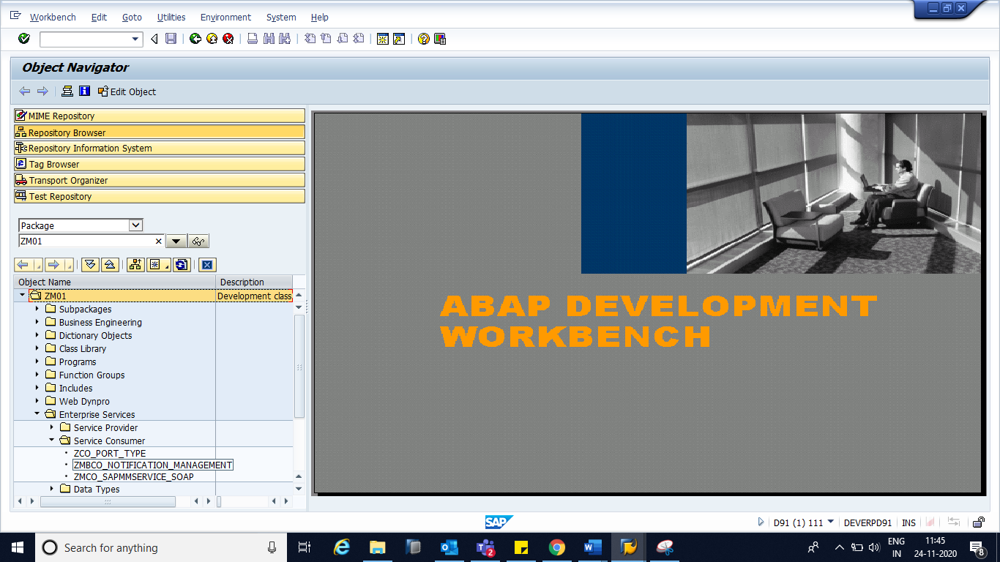 Workbench Edit Goto Utilities Environment System Help
Object Navigator
Edit Object
MIME Repository
Repository Browser
Repository Information System
Tag Browser
Transport Organizer
Test Repository
Package
ZM01
Object Name Description
ZM01 Development class
Subpackages
Business Engineering
Dictionary Objects
Class Library
Programs
Function Groups
Includes
Web Dynpro
Enterprise Services
Service Provider
Service Consumer
ZCO_PORT_TYPE
ZMBCO_NOTIFICATION_MANAGEMENT
ZMCO_SAPMMSERVICE_SOAP
Data Types
ABAP DEVELOPMENT
WORKBENCH
SAP
D91 (1) 111 DEVERPD91 INS
Search for anything
2
ENG
IN
11:45
24-11-2020
8